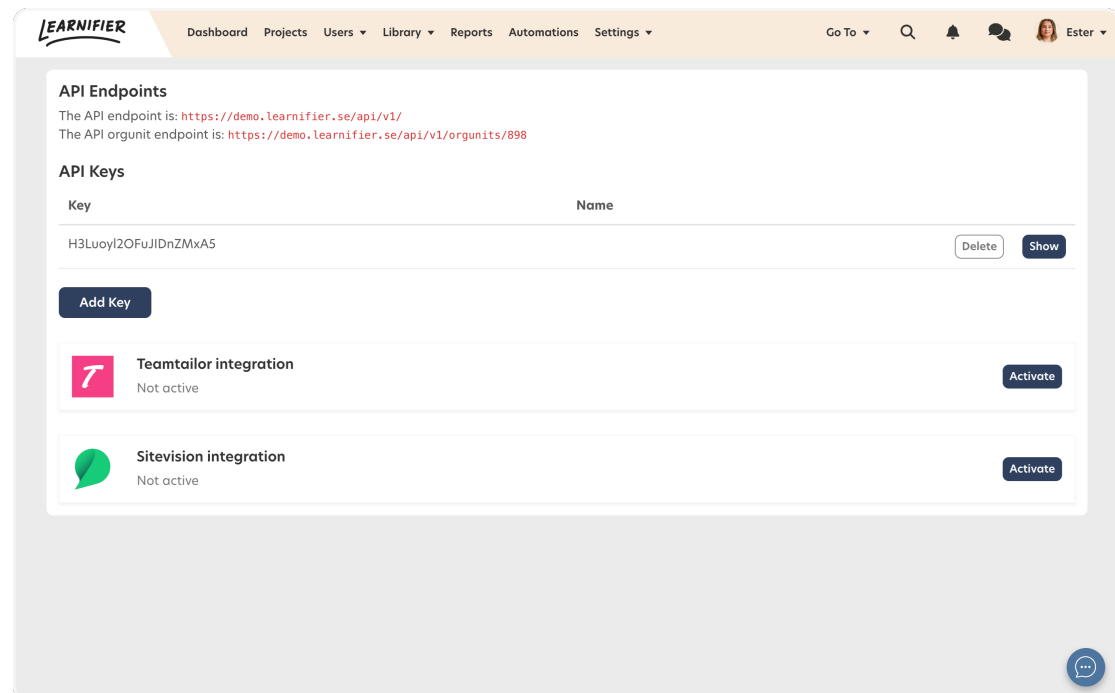 LEARNIFIER
Dashboard Projects Users Library Reports Automations Settings Go To Ester
API Endpoints
The API endpoint is: https://demo.learnifier.se/api/v1/
The API orgunit endpoint is: https://demo.learnifier.se/api/v1/orgunits/898
API Keys
Key Name
H3Luoyl2OFuJIDnZMxA5 Delete Show
Add Key
Teamtailor integration
Not active
Activate
Sitevision integration
Not active
Activate